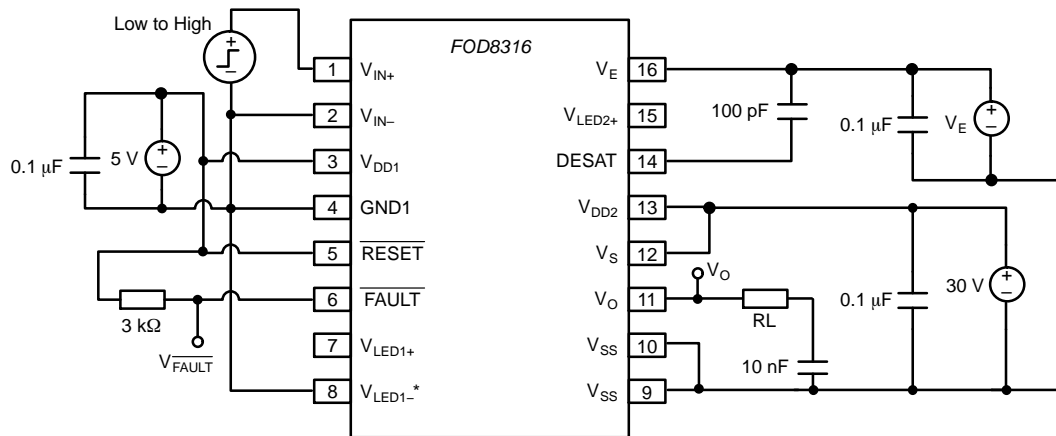 Low to High
FOD8316
1
V_IN+
2
V_IN–
3
V_DD1
4
GND1
5
RESET
6
FAULT
7
V_LED1+
8
V_LED1–*
V_E
16
V_LED2+
15
DESAT
14
V_DD2
13
V_S
12
V_O
11
V_SS
10
V_SS
9
0.1 μF
5 V
3 kΩ
V_FAULT
100 pF
0.1 μF
V_E
V_O
RL
10 nF
0.1 μF
30 V
+
–
+
–
+
–
+
–